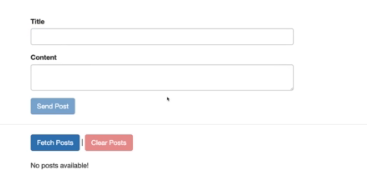 Title
Content
Send Post
Fetch Posts | Clear Posts
No posts available!